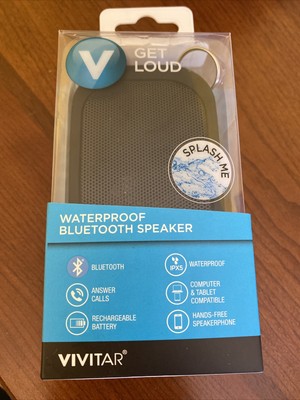 V
GET
LOUD
SPLASH ME
WATERPROOF
BLUETOOTH SPEAKER
BLUETOOTH
IPX5
WATERPROOF
ANSWER
CALLS
COMPUTER
& TABLET
COMPATIBLE
RECHARGEABLE
BATTERY
HANDS-FREE
SPEAKERPHONE
VIVITAR®